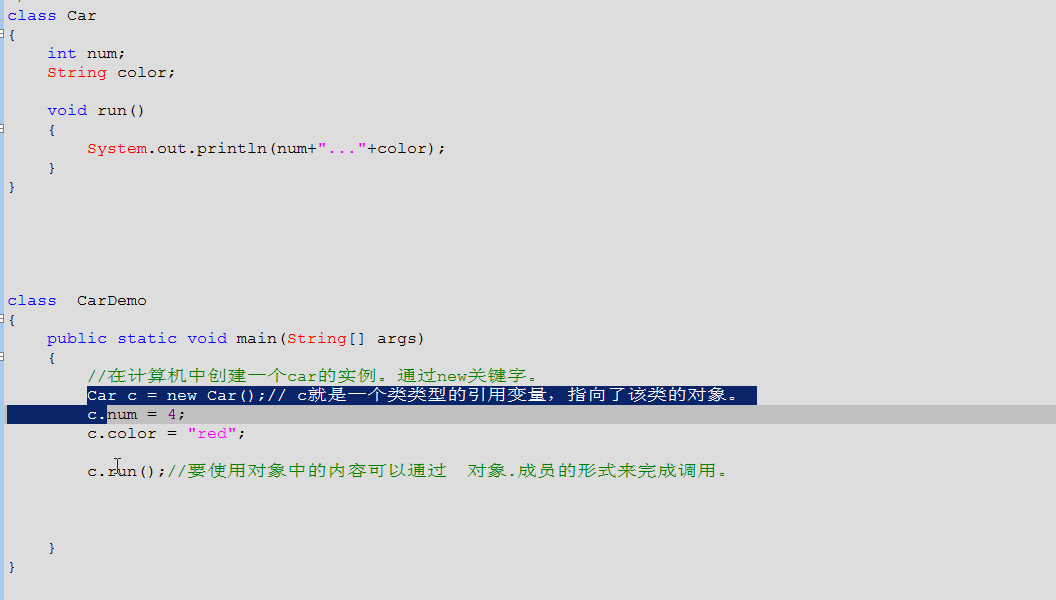 class Car
{
int num;
String color;
void run()
{
System.out.println(num+"..."+color);
}
}
class  CarDemo
{
public static void main(String[] args)
{
//在计算机中创建一个car的实例。通过new关键字。
Car c = new Car();// c就是一个类类型的引用变量，指向了该类的对象。
c.num = 4;
c.color = "red";
c.run();//要使用对象中的内容可以通过  对象.成员的形式来完成调用。
}
}